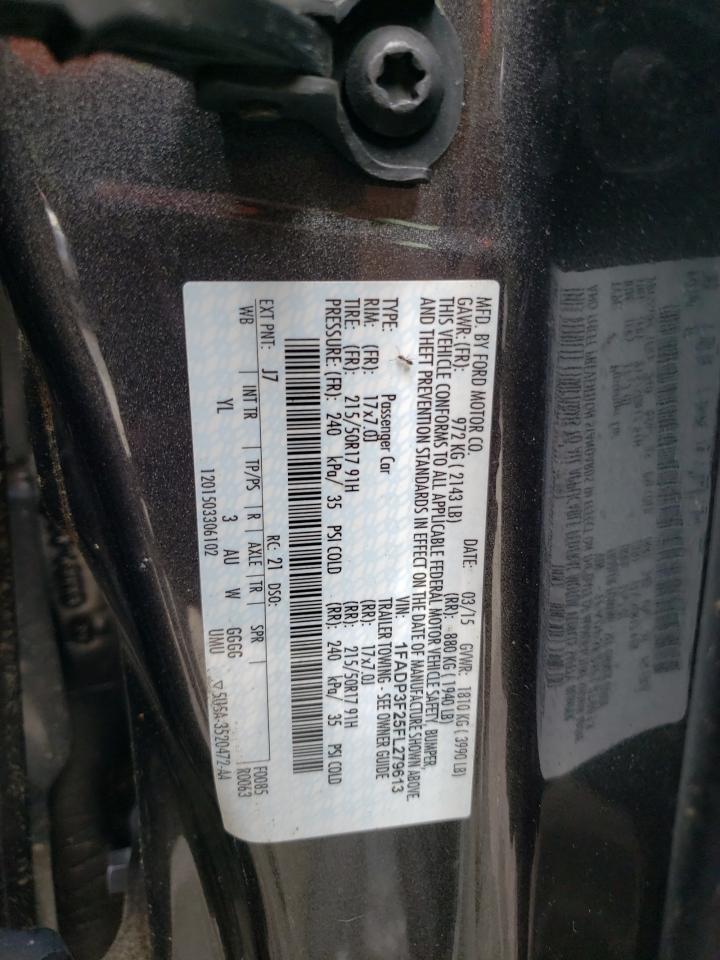 MFD. BY FORD MOTOR CO.
DATE: 03/15 GVWR: 1810 KG ( 3990 LB)
GAWR: (FR): 972 KG ( 2143 LB) (RR): 880 KG ( 1940 LB)
THIS VEHICLE CONFORMS TO ALL APPLICABLE FEDERAL MOTOR VEHICLE SAFETY, BUMPER,
AND THEFT PREVENTION STANDARDS IN EFFECT ON THE DATE OF MANUFACTURE SHOWN ABOVE.
VIN: 1FADP3F25FL279613
TYPE: Passenger Car TRAILER TOWING - SEE OWNER GUIDE
RIM: (FR): 17x7.0J (RR): 17x7.0J
TIRE: (FR): 215/50R17 91H (RR): 215/50R17 91H
PRESSURE: (FR): 240 kPa/ 35 PSI COLD (RR): 240 kPa/ 35 PSI COLD
EXT PNT: J7 RC: 21 DSO: F0085
WB INT TR TP/PS R AXLE TR SPR R0063
YL 3 AU W GGGG
1201503306102 UMU ▽5U5A-3520472-AA